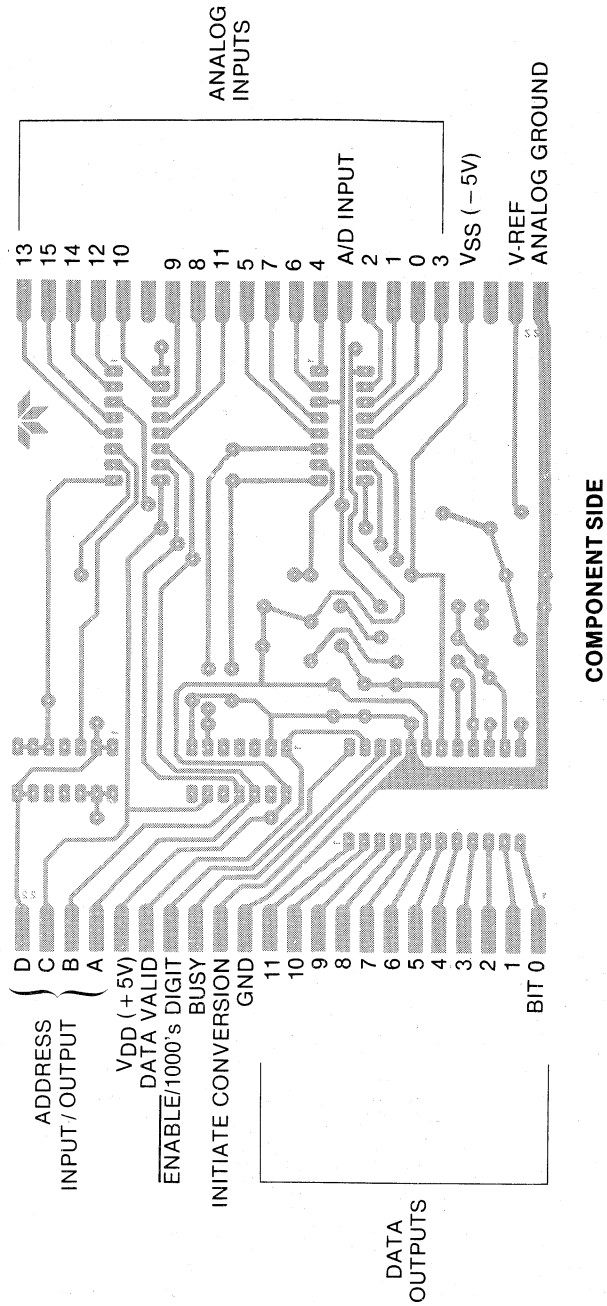 ANALOG
INPUTS
13
15
14
12
10
9
8
11
5
7
6
4
A/D INPUT
2
1
0
3
VSS (−5V)
V-REF
ANALOG GROUND
22
22
D
C
B
A
ADDRESS
INPUT/OUTPUT
VDD (+5V)
DATA VALID
ENABLE/1000's DIGIT
BUSY
INITIATE CONVERSION
GND
11
10
9
8
7
6
5
4
3
2
1
BIT 0
DATA
OUTPUTS
COMPONENT SIDE